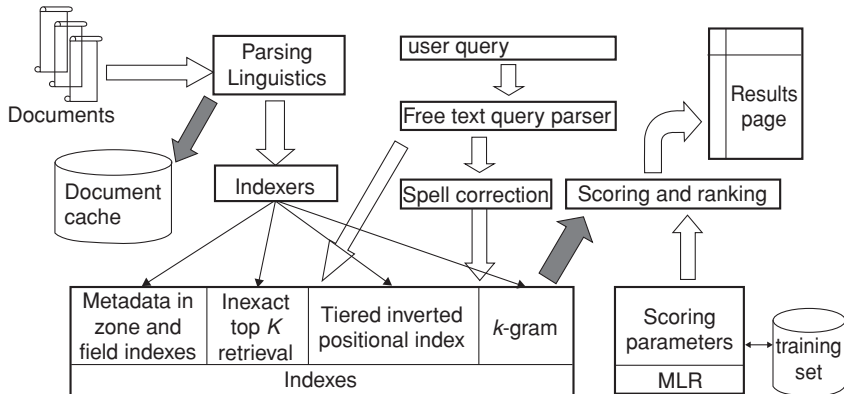 Documents
Parsing
Linguistics
user query
Free text query parser
Results
page
Document
cache
Indexers
Spell correction
Scoring and ranking
Metadata in
zone and
field indexes
Inexact
top K
retrieval
Tiered inverted
positional index
k-gram
Indexes
Scoring
parameters
MLR
training
set